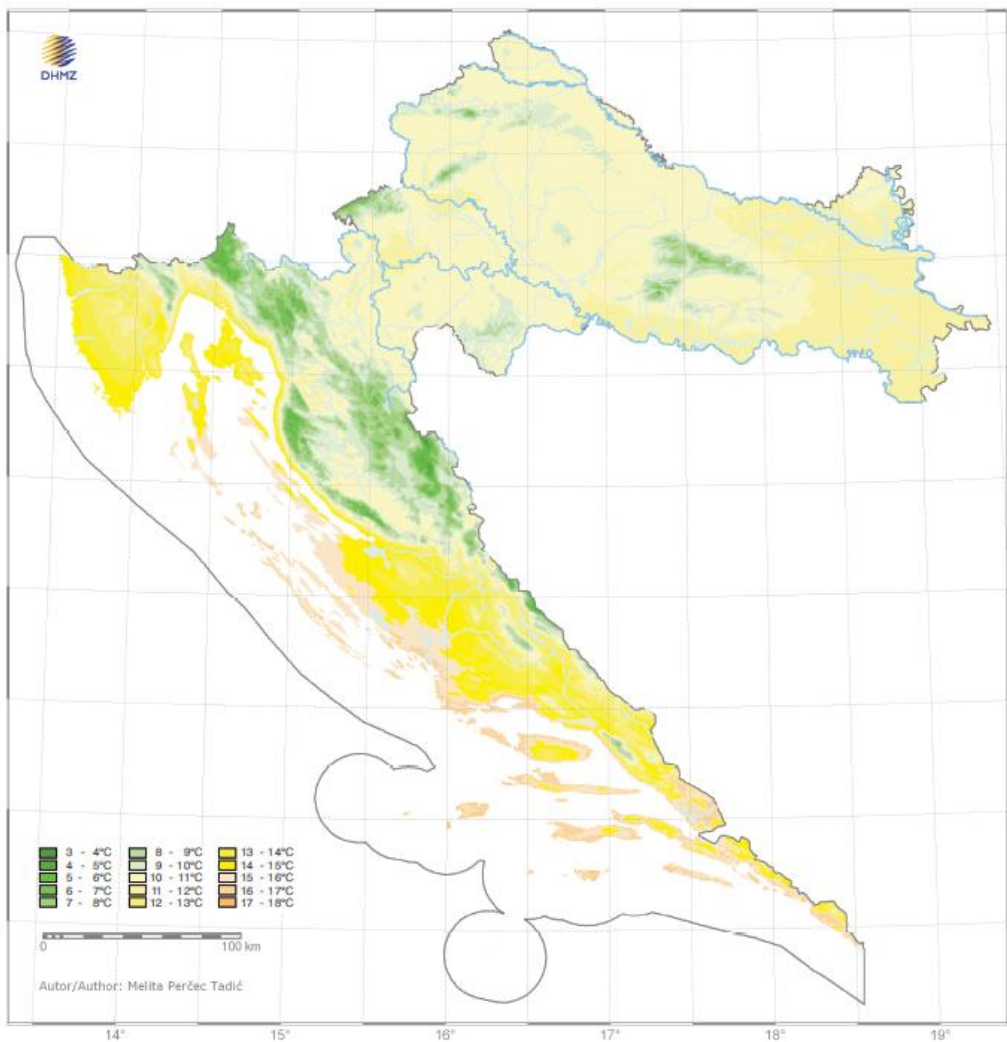 DHMZ
3 - 4°C
4 - 5°C
5 - 6°C
6 - 7°C
7 - 8°C
8 - 9°C
9 - 10°C
10 - 11°C
11 - 12°C
12 - 13°C
13 - 14°C
14 - 15°C
15 - 16°C
16 - 17°C
17 - 18°C
0 100 km
Autor/Author: Melita Perčec Tadić
14° 15° 16° 17° 18° 19°